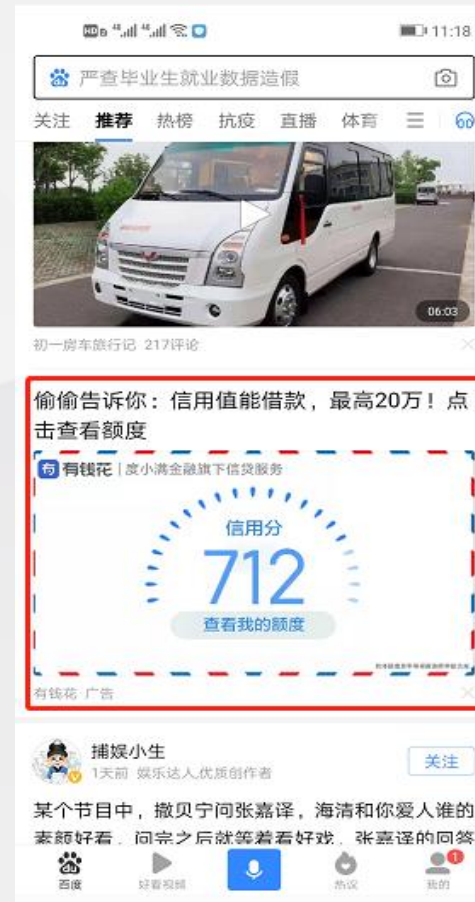 HD 46 46 11:18
严查毕业生就业数据造假
关注 推荐 热榜 抗疫 直播 体育
06:03
初一房车旅行记 217评论
偷偷告诉你：信用值能借款，最高20万！点
击查看额度
有 有钱花 | 度小满金融旗下信贷服务
信用分
712
查看我的额度
有钱花 广告
捕娱小生
1天前 娱乐达人,优质创作者
关注
某个节目中，撒贝宁问张嘉译，海清和你爱人谁的
素颜好看，问完之后就等着看好戏，张嘉译的回答
百度 好看视频 热议 我的
1